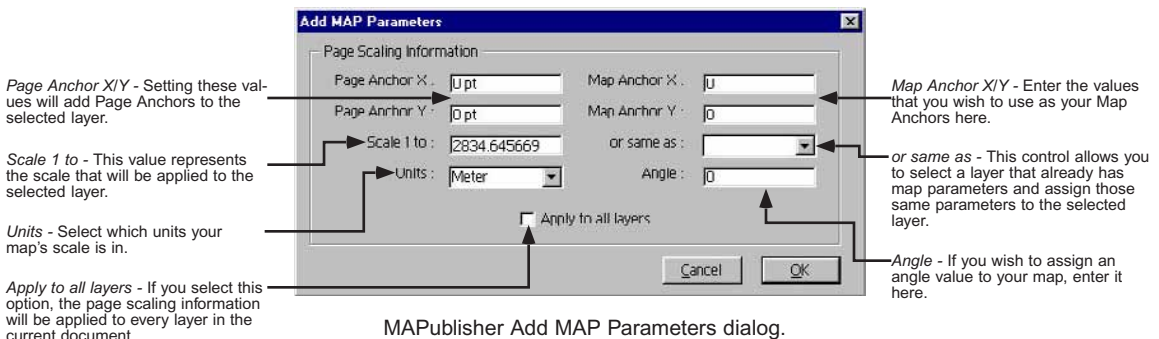 Add MAP Parameters
Page Scaling Information
Page Anchor X :
0 pt
Map Anchor X :
0
Page Anchor Y :
0 pt
Map Anchor Y :
0
Scale 1 to :
2834.645669
or same as :
Units :
Meter
Angle :
0
Apply to all layers
Cancel
OK
Page Anchor X/Y - Setting these val-
ues will add Page Anchors to the
selected layer.
Scale 1 to - This value represents
the scale that will be applied to the
selected layer.
Units - Select which units your
map's scale is in.
Apply to all layers - If you select this
option, the page scaling information
will be applied to every layer in the
current document
Map Anchor X/Y - Enter the values
that you wish to use as your Map
Anchors here.
or same as - This control allows you
to select a layer that already has
map parameters and assign those
same parameters to the selected
layer.
Angle - If you wish to assign an
angle value to your map, enter it
here.
MAPublisher Add MAP Parameters dialog.